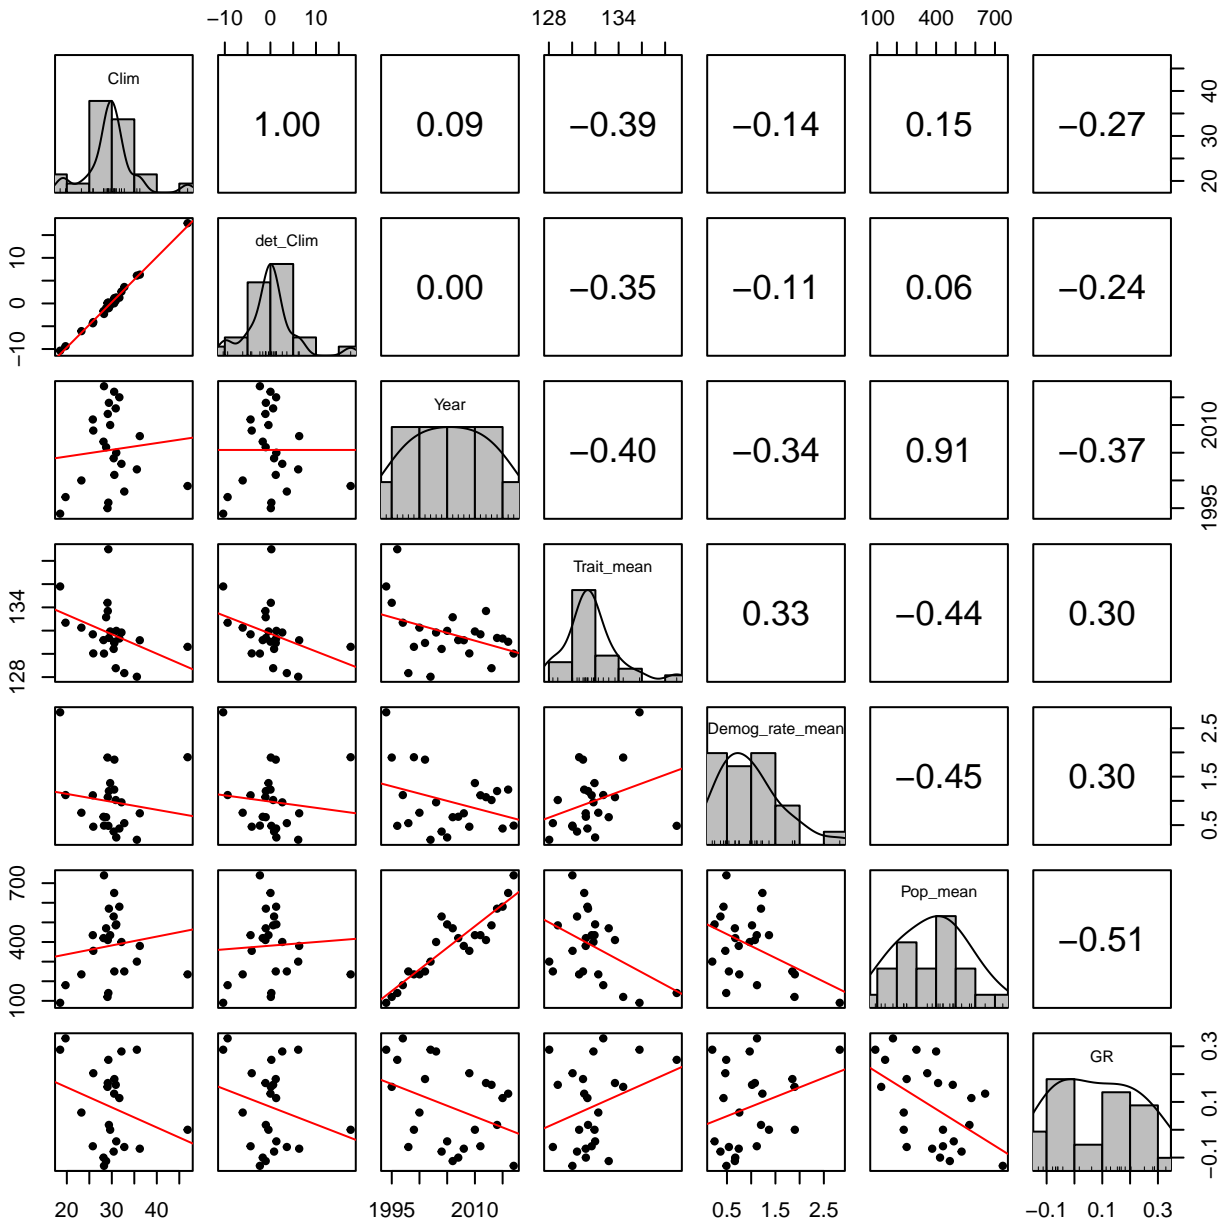 −10 0 10 128 134 100 400 700
Clim 1.00 0.09 −0.39 −0.14 0.15 −0.27 20 30 40
−10 0 10 det_Clim 0.00 −0.35 −0.11 0.06 −0.24
Year −0.40 −0.34 0.91 −0.37 1995 2010
128 134 Trait_mean 0.33 −0.44 0.30
Demog_rate_mean −0.45 0.30 0.5 1.5 2.5
100 400 700 Pop_mean −0.51
GR −0.1 0.1 0.3
20 30 40 1995 2010 0.5 1.5 2.5 −0.1 0.1 0.3